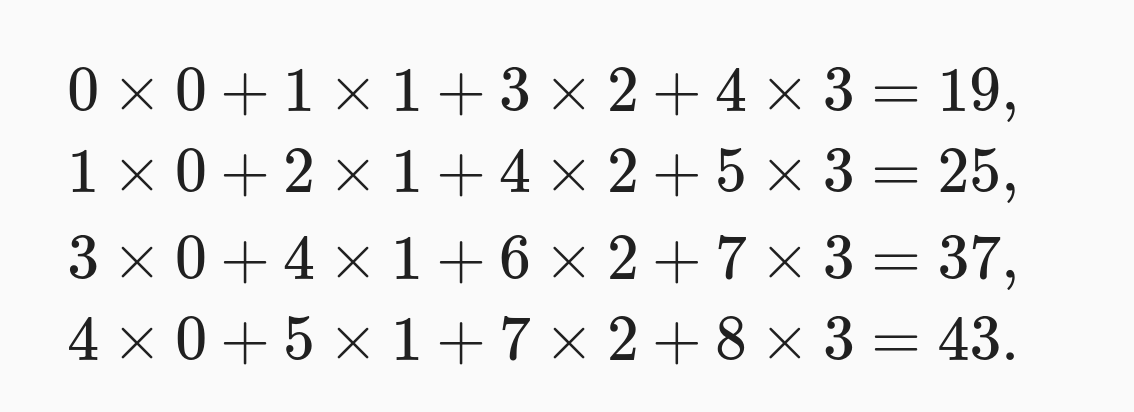 0 × 0 + 1 × 1 + 3 × 2 + 4 × 3 = 19,
1 × 0 + 2 × 1 + 4 × 2 + 5 × 3 = 25,
3 × 0 + 4 × 1 + 6 × 2 + 7 × 3 = 37,
4 × 0 + 5 × 1 + 7 × 2 + 8 × 3 = 43.